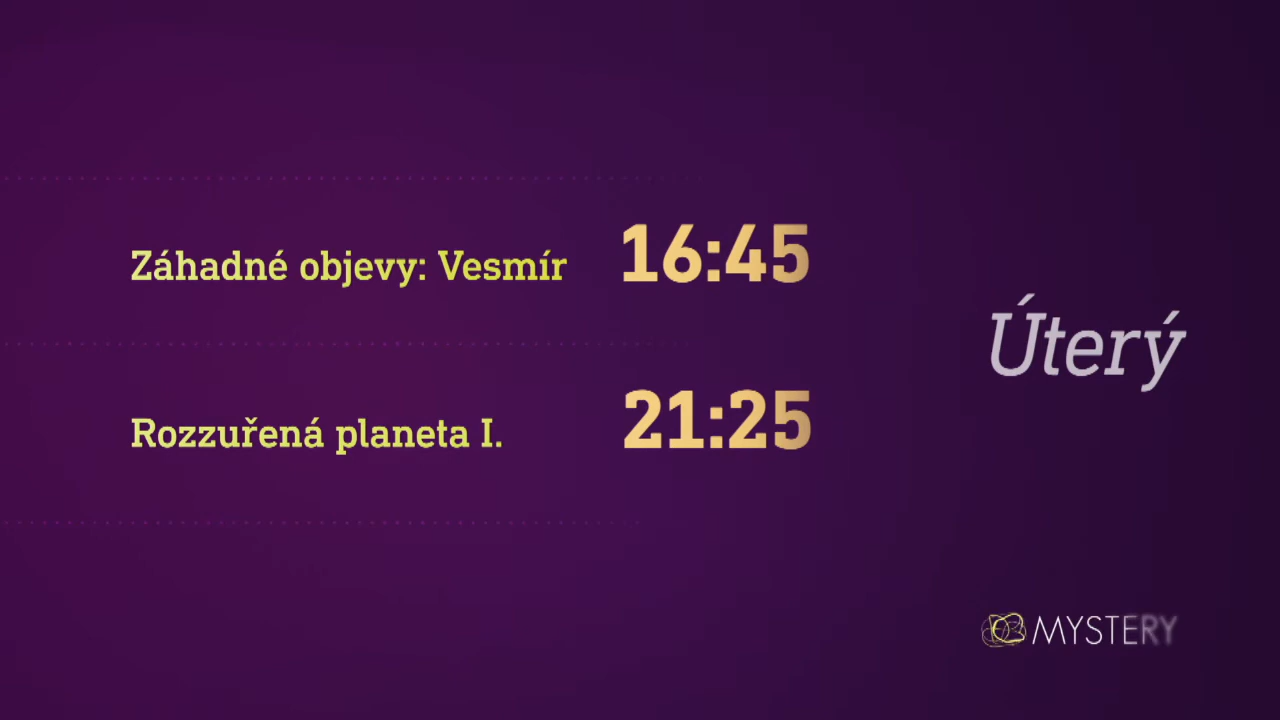 Záhadné objevy: Vesmír 16:45
Rozzuřená planeta I. 21:25
Úterý
MYSTERY